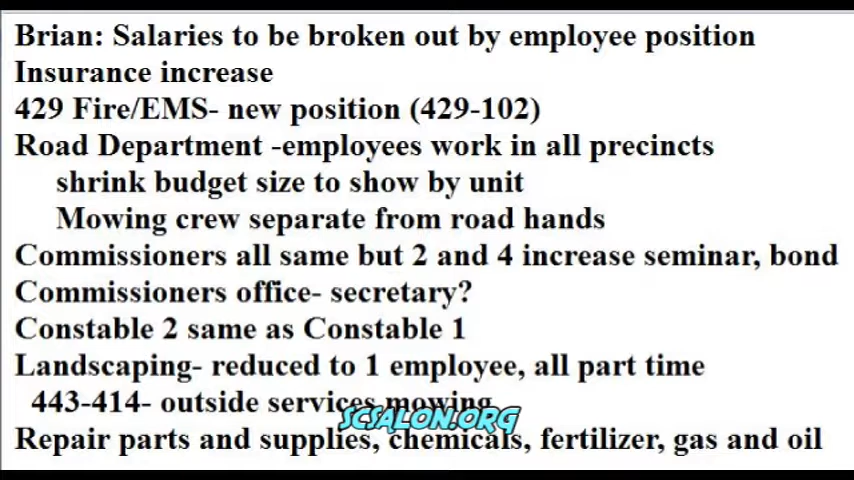 Brian: Salaries to be broken out by employee position
Insurance increase
429 Fire/EMS- new position (429-102)
Road Department -employees work in all precincts
shrink budget size to show by unit
Mowing crew separate from road hands
Commissioners all same but 2 and 4 increase seminar, bond
Commissioners office- secretary?
Constable 2 same as Constable 1
Landscaping- reduced to 1 employee, all part time
443-414- outside services mowing
SCSALON.ORG
Repair parts and supplies, chemicals, fertilizer, gas and oil